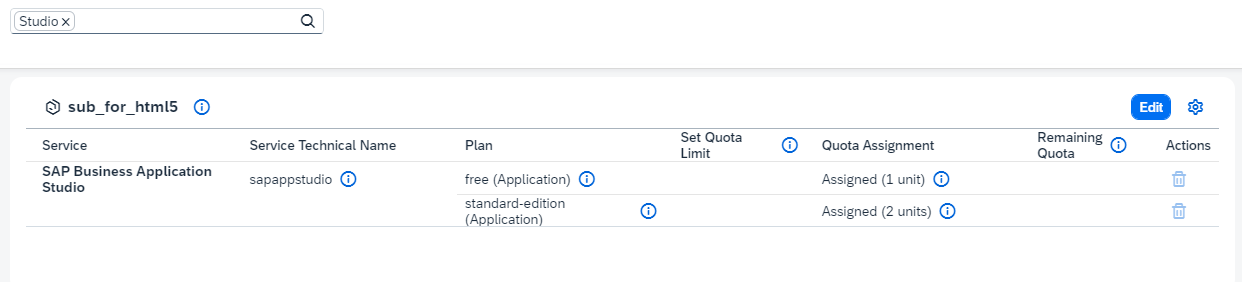 Studio
sub_for_html5
Edit
Service
Service Technical Name
Plan
Set Quota
Limit
Quota Assignment
Remaining
Quota
Actions
SAP Business Application
Studio
sapappstudio
free (Application)
Assigned (1 unit)
standard-edition
(Application)
Assigned (2 units)